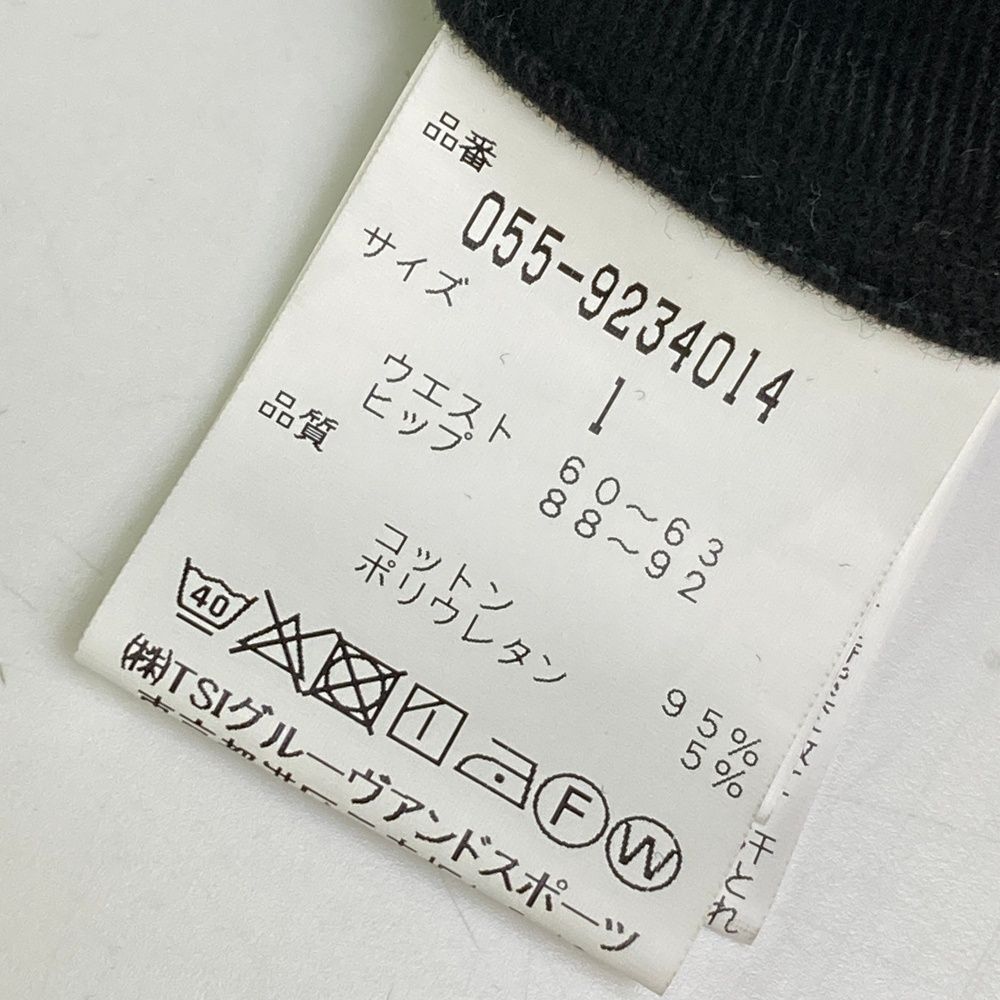 品番
055-9234014
サイズ 1
ウエスト 60～63
ヒップ 88～92
品質
コットン 95%
ポリウレタン 5%
40 F W
(株)TSIグルーヴアンドスポーツ